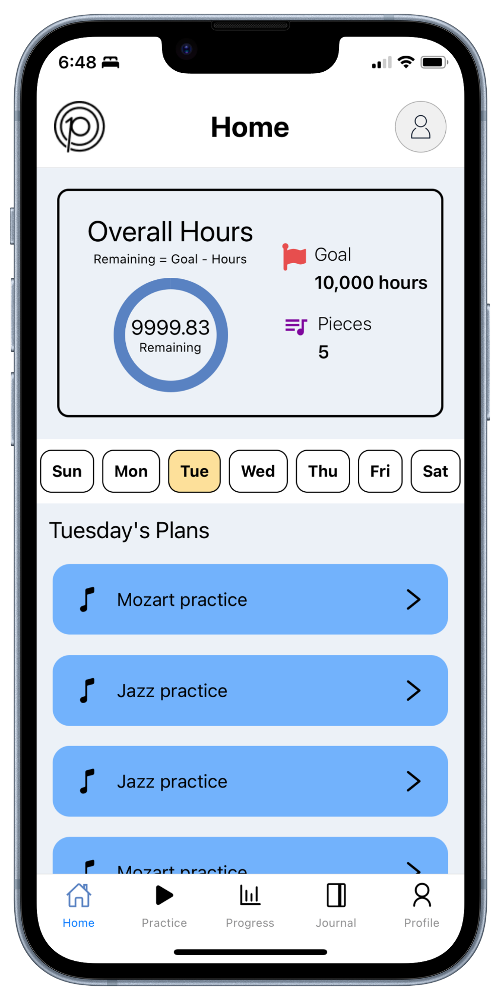 6:48
Home
Overall Hours
Remaining = Goal - Hours
9999.83
Remaining
Goal
10,000 hours
Pieces
5
Sun Mon Tue Wed Thu Fri Sat
Tuesday's Plans
Mozart practice
Jazz practice
Jazz practice
Mozart practice
Home Practice Progress Journal Profile